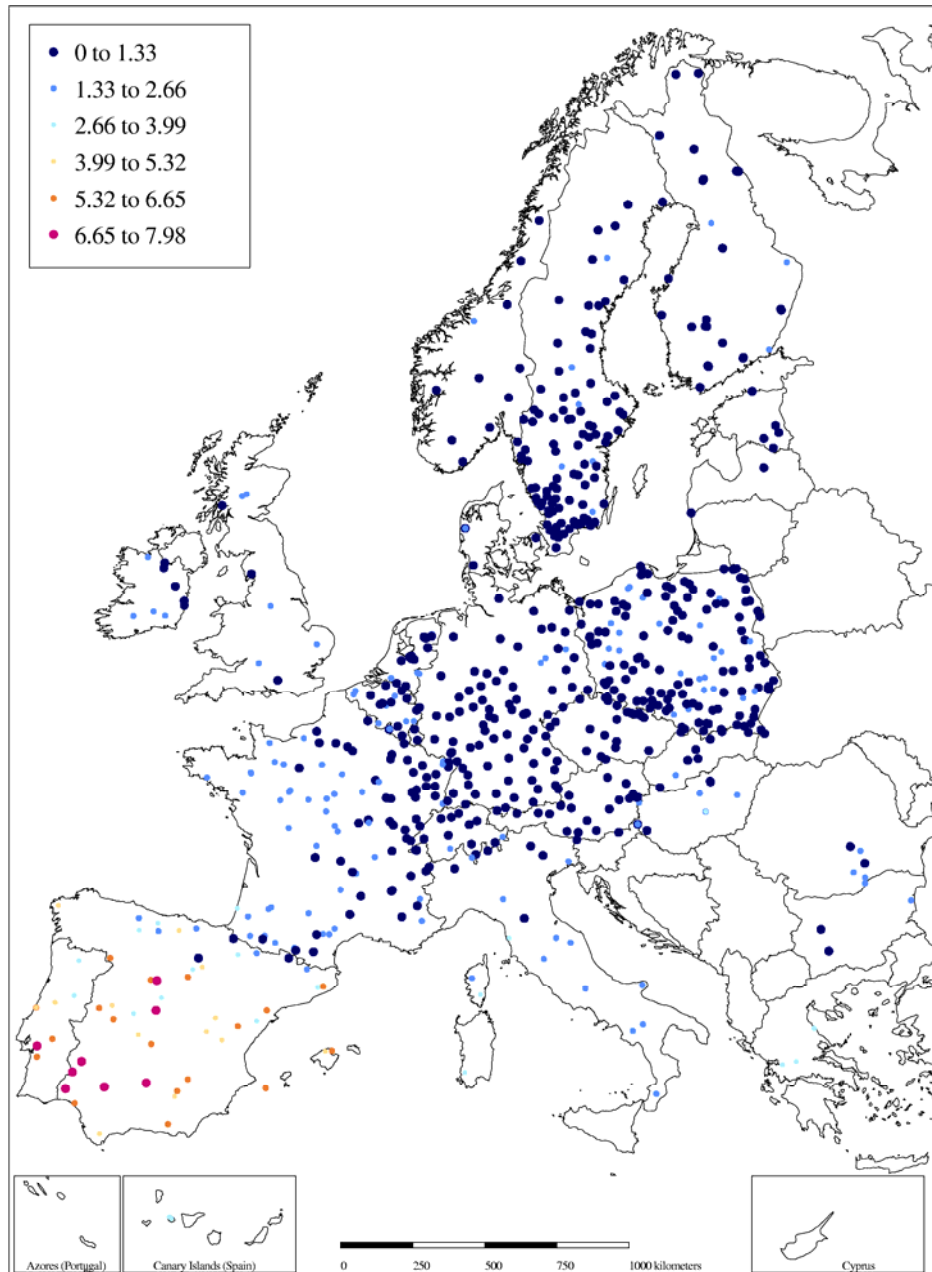 0 to 1.33
1.33 to 2.66
2.66 to 3.99
3.99 to 5.32
5.32 to 6.65
6.65 to 7.98
Azores (Portugal)
Canary Islands (Spain)
0 250 500 750 1000 kilometers
Cyprus